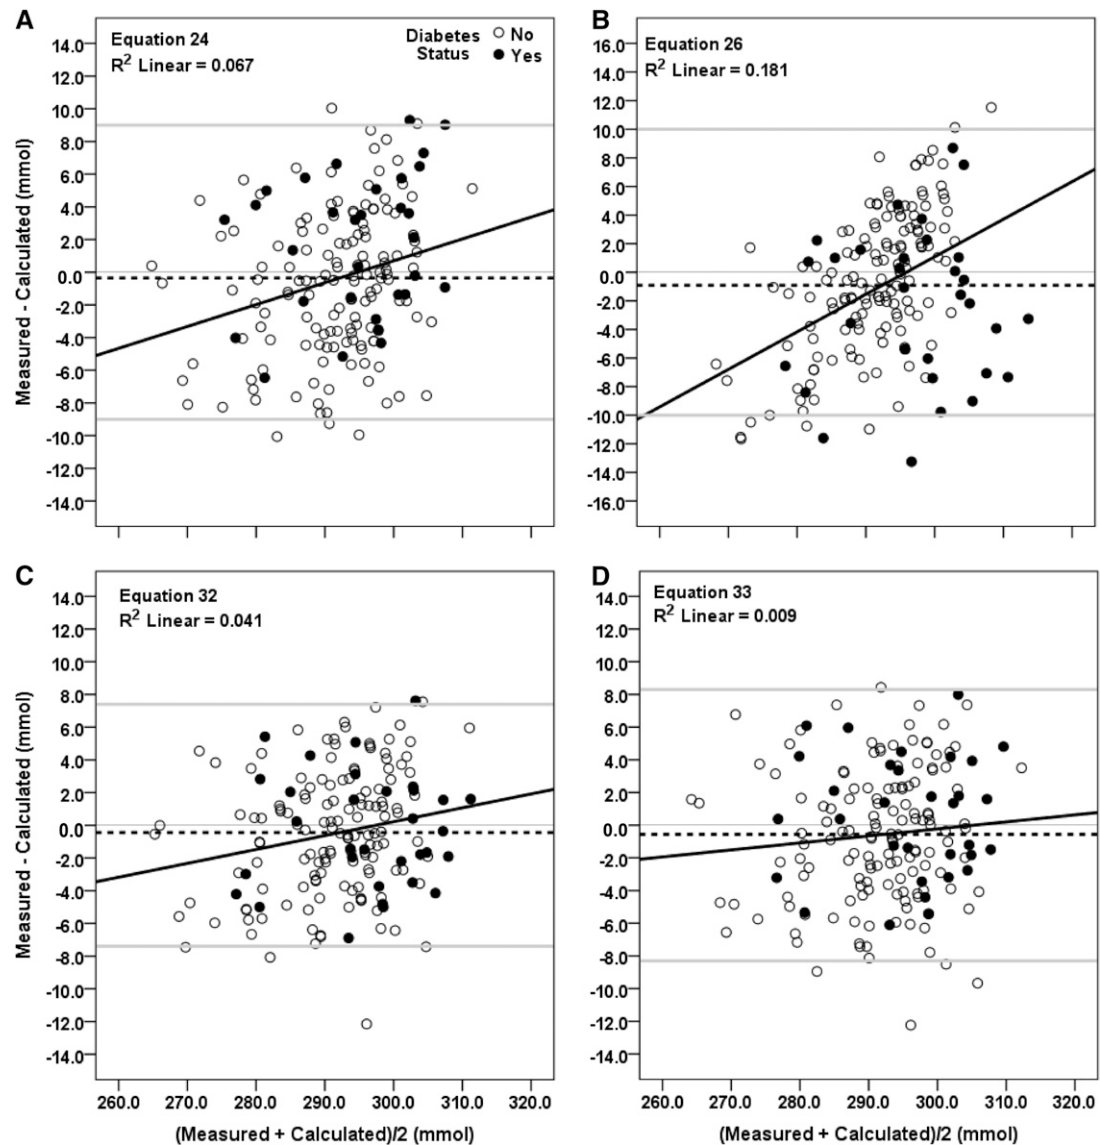 A
Equation 24
R² Linear = 0.067
Diabetes Status
No
Yes
14.0
12.0
10.0
8.0
6.0
4.0
2.0
0.0
-2.0
-4.0
-6.0
-8.0
-10.0
-12.0
-14.0
Measured - Calculated (mmol)
B
Equation 26
R² Linear = 0.181
16.0
14.0
12.0
10.0
8.0
6.0
4.0
2.0
0.0
-2.0
-4.0
-6.0
-8.0
-10.0
-12.0
-14.0
-16.0
C
Equation 32
R² Linear = 0.041
14.0
12.0
10.0
8.0
6.0
4.0
2.0
0.0
-2.0
-4.0
-6.0
-8.0
-10.0
-12.0
-14.0
Measured - Calculated (mmol)
260.0 270.0 280.0 290.0 300.0 310.0 320.0
(Measured + Calculated)/2 (mmol)
D
Equation 33
R² Linear = 0.009
14.0
12.0
10.0
8.0
6.0
4.0
2.0
0.0
-2.0
-4.0
-6.0
-8.0
-10.0
-12.0
-14.0
260.0 270.0 280.0 290.0 300.0 310.0 320.0
(Measured + Calculated)/2 (mmol)